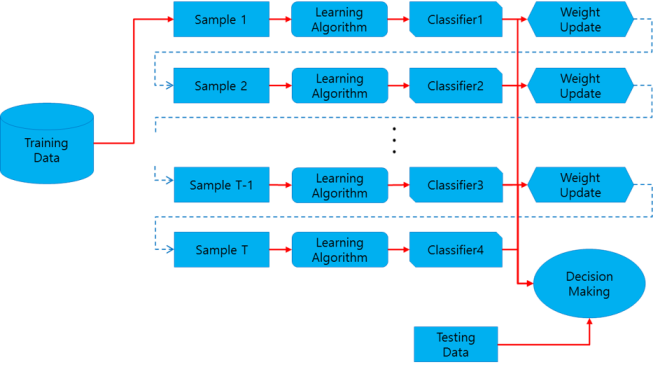 Sample 1
Learning
Algorithm
Classifier1
Weight
Update
Sample 2
Learning
Algorithm
Classifier2
Weight
Update
Training
Data
Sample T-1
Learning
Algorithm
Classifier3
Weight
Update
Sample T
Learning
Algorithm
Classifier4
Decision
Making
Testing
Data